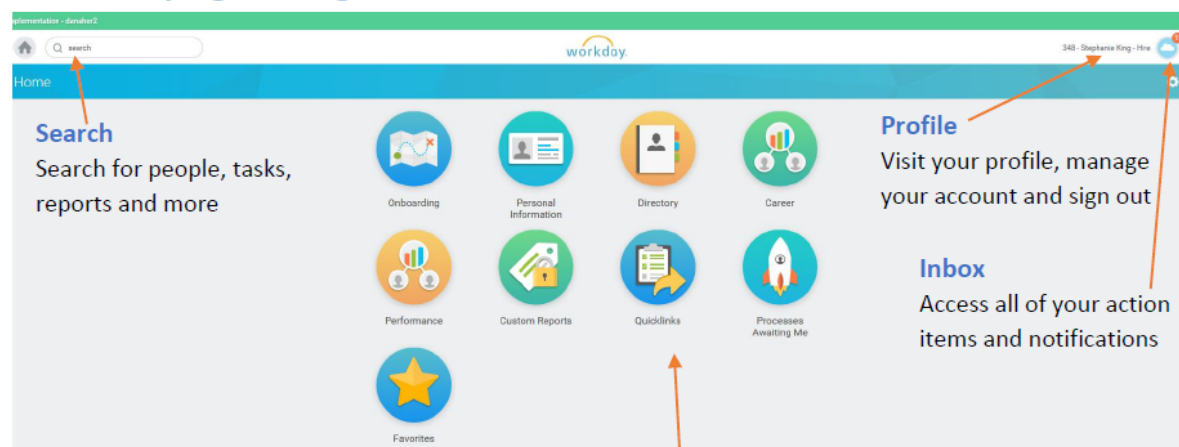 search
workday.
348 - Stephanie King - Hire
Home
Search
Search for people, tasks,
reports and more
Profile
Visit your profile, manage
your account and sign out
Inbox
Access all of your action
items and notifications
Onboarding
Personal
Information
Directory
Career
Performance
Custom Reports
Quicklinks
Processes
Awaiting Me
Favorites